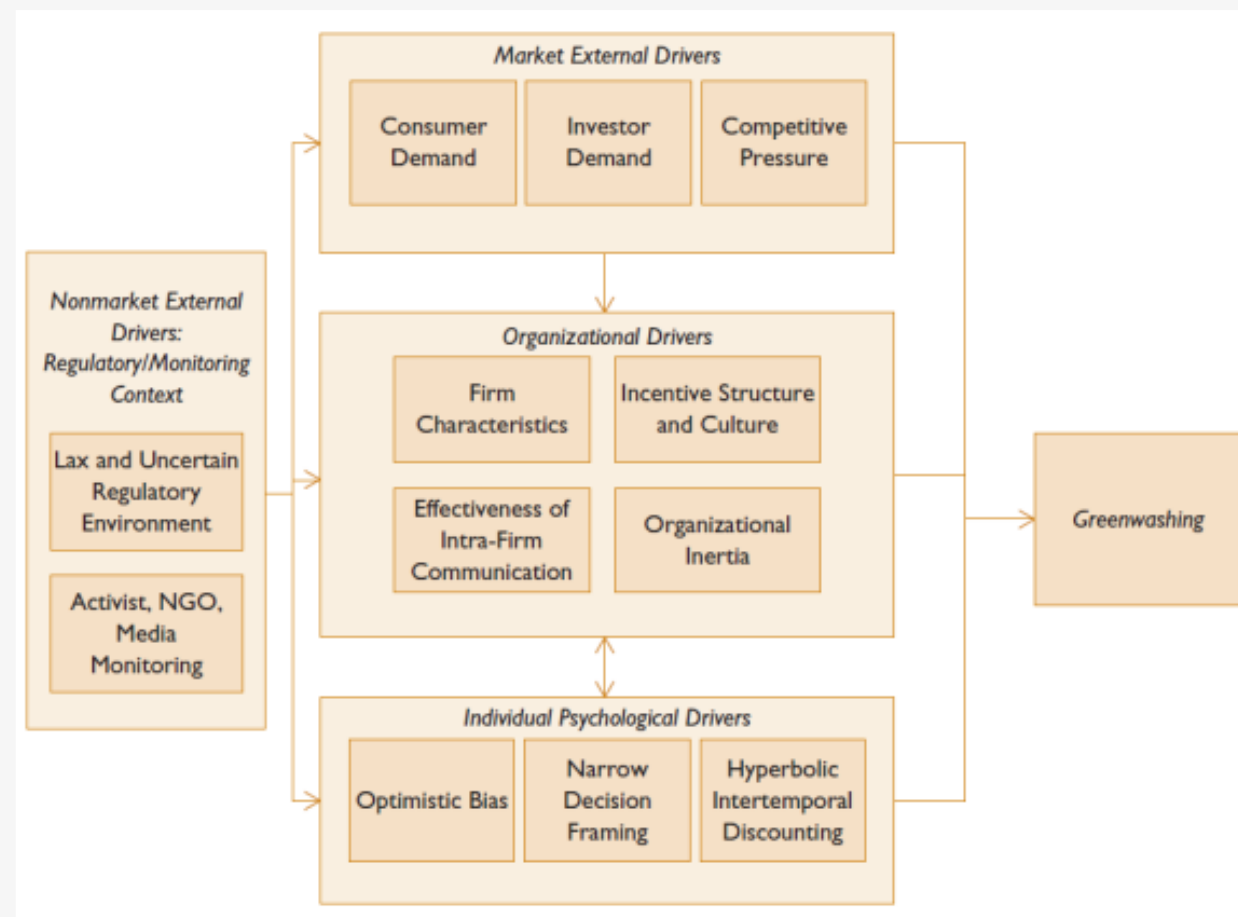 Market External Drivers
Consumer
Demand
Investor
Demand
Competitive
Pressure
Nonmarket External
Drivers:
Regulatory/Monitoring
Context
Lax and Uncertain
Regulatory
Environment
Activist, NGO,
Media
Monitoring
Organizational Drivers
Firm
Characteristics
Incentive Structure
and Culture
Effectiveness of
Intra-Firm
Communication
Organizational
Inertia
Individual Psychological Drivers
Optimistic Bias
Narrow
Decision
Framing
Hyperbolic
Intertemporal
Discounting
Greenwashing